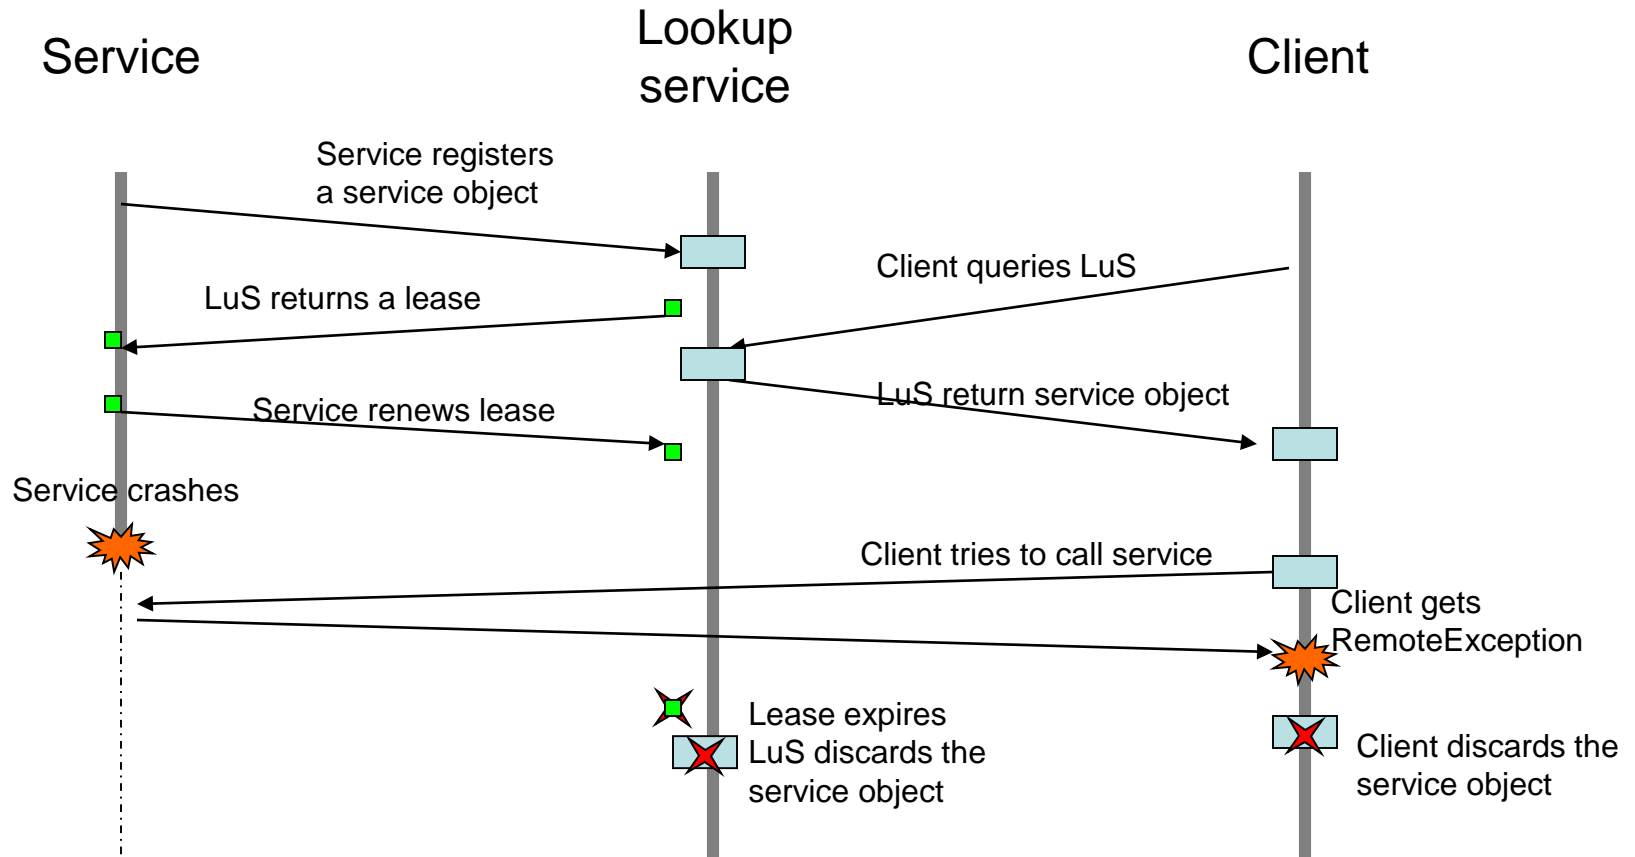 Service
Lookup
service
Client
Service registers
a service object
Client queries LuS
LuS returns a lease
LuS return service object
Service renews lease
Service crashes
Client tries to call service
Client gets
RemoteException
Lease expires
LuS discards the
service object
Client discards the
service object